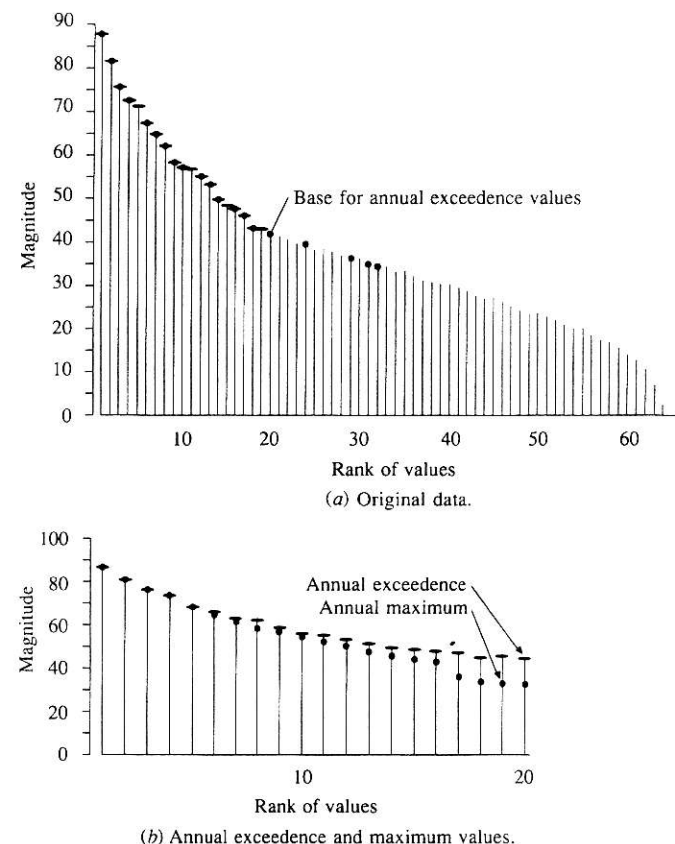 90
80
70
60
50
40
30
20
10
0
Magnitude
Base for annual exceedence values
10 20 30 40 50 60
Rank of values
(a) Original data.
100
80
60
40
20
0
Magnitude
Annual exceedence
Annual maximum
10 20
Rank of values
(b) Annual exceedence and maximum values.